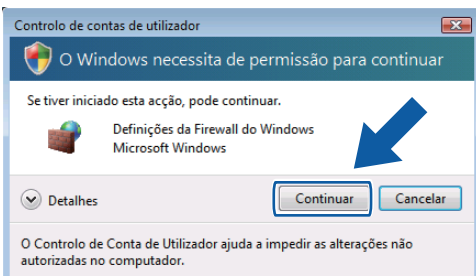 Controlo de contas de utilizador
O Windows necessita de permissão para continuar
Se tiver iniciado esta acção, pode continuar.
Definições da Firewall do Windows
Microsoft Windows
Detalhes
Continuar
Cancelar
O Controlo de Conta de Utilizador ajuda a impedir as alterações não
autorizadas no computador.